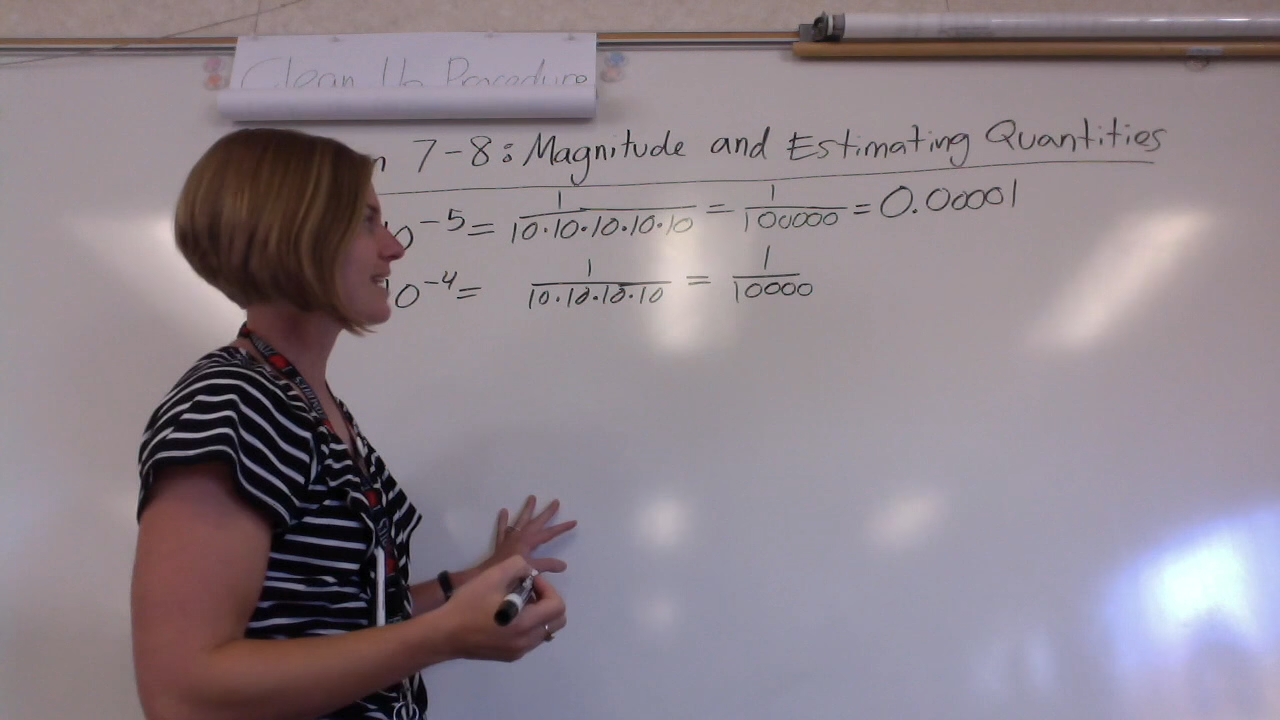 Clean Up Procedure
n 7-8: Magnitude and Estimating Quantities
0⁻⁵ = 1/(10·10·10·10·10) = 1/100000 = 0.00001
10⁻⁴ = 1/(10·10·10·10) = 1/10000